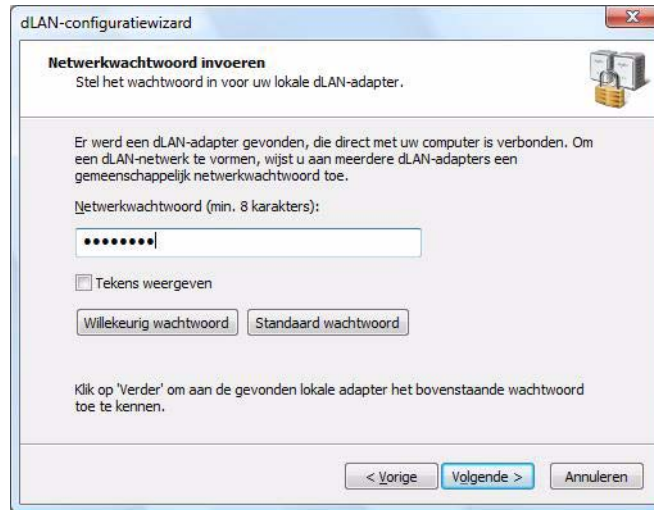 dLAN-configuratiewizard
Netwerkwachtwoord invoeren
Stel het wachtwoord in voor uw lokale dLAN-adapter.
Er werd een dLAN-adapter gevonden, die direct met uw computer is verbonden. Om
een dLAN-netwerk te vormen, wijst u aan meerdere dLAN-adapters een
gemeenschappelijk netwerkwachtwoord toe.
Netwerkwachtwoord (min. 8 karakters):
••••••••
Tekens weergeven
Willekeurig wachtwoord Standaard wachtwoord
Klik op 'Verder' om aan de gevonden lokale adapter het bovenstaande wachtwoord
toe te kennen.
< Vorige Volgende > Annuleren